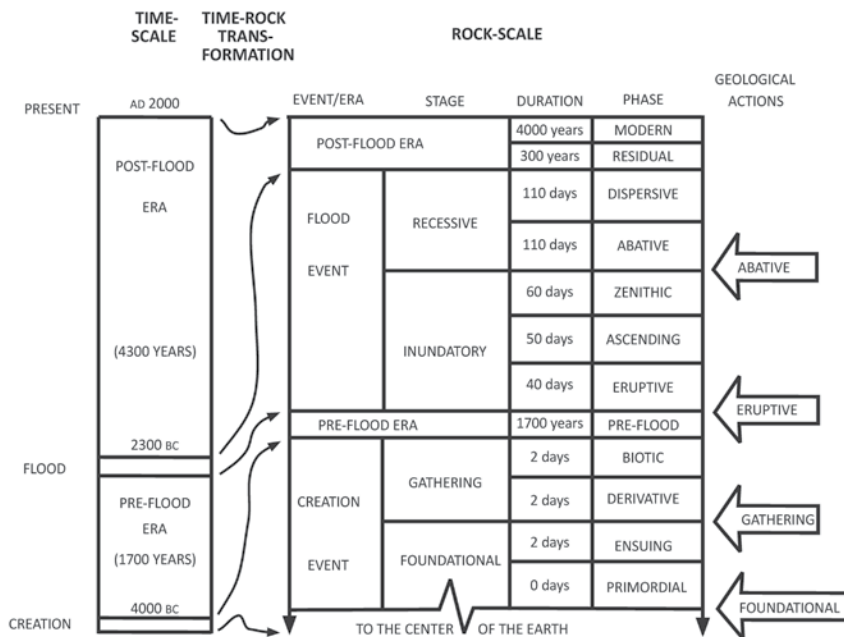 TIME-
SCALE
TIME-ROCK
TRANS-
FORMATION
ROCK-SCALE
GEOLOGICAL
ACTIONS
PRESENT
AD 2000
EVENT/ERA
STAGE
DURATION
PHASE
POST-FLOOD
ERA
(4300 YEARS)
2300 BC
FLOOD
PRE-FLOOD
ERA
(1700 YEARS)
4000 BC
CREATION
POST-FLOOD ERA
4000 years
MODERN
300 years
RESIDUAL
FLOOD
EVENT
RECESSIVE
110 days
DISPERSIVE
110 days
ABATIVE
ABATIVE
INUNDATORY
60 days
ZENITHIC
50 days
ASCENDING
40 days
ERUPTIVE
ERUPTIVE
PRE-FLOOD ERA
1700 years
PRE-FLOOD
CREATION
EVENT
GATHERING
2 days
BIOTIC
2 days
DERIVATIVE
GATHERING
FOUNDATIONAL
2 days
ENSUING
0 days
PRIMORDIAL
FOUNDATIONAL
TO THE CENTER OF THE EARTH